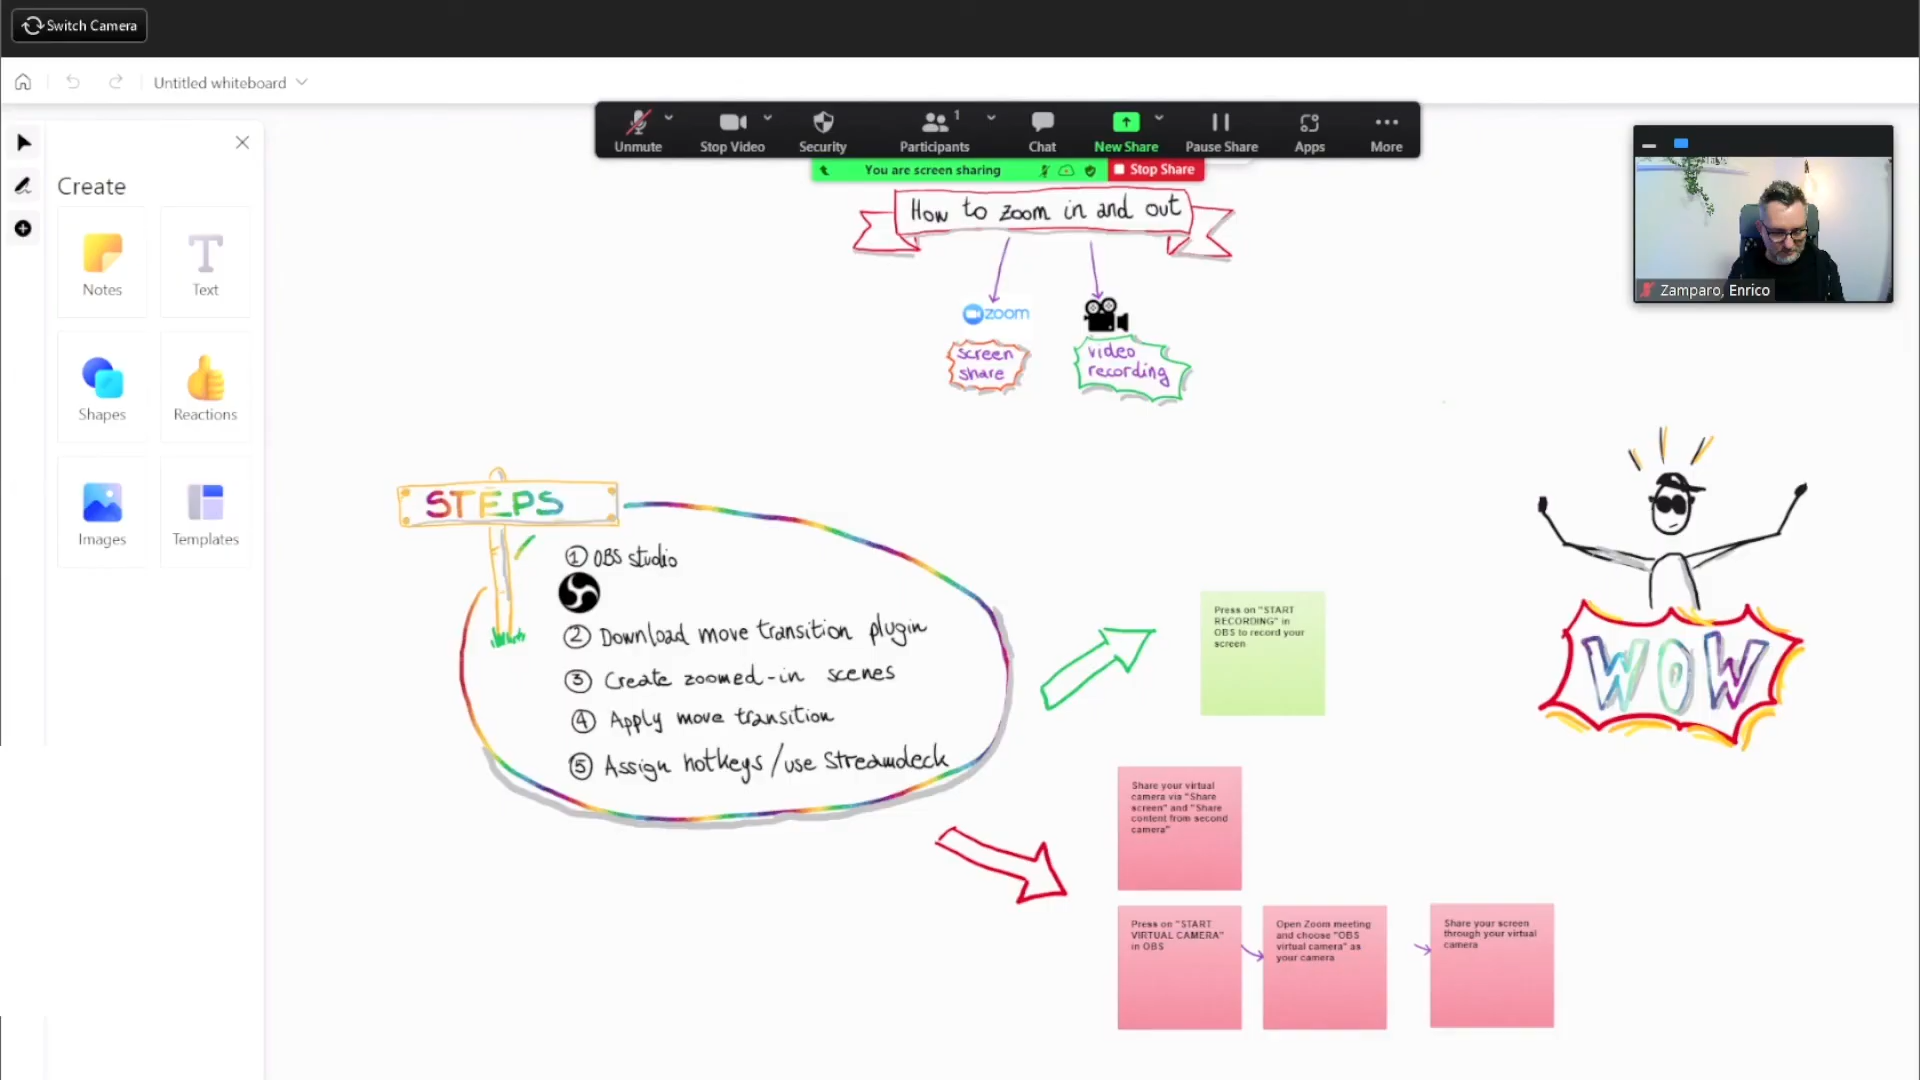 Switch Camera
Untitled whiteboard
Unmute
Stop Video
Security
Participants
1
Chat
New Share
Pause Share
Apps
More
You are screen sharing
Stop Share
Zamparo, Enrico
Create
Notes
Text
Shapes
Reactions
Images
Templates
How to zoom in and out
zoom
screen
share
video
recording
STEPS
1 OBS studio
2 Download move transition plugin
3 Create zoomed-in scenes
4 Apply move transition
5 Assign hotkeys/use Streamdeck
Press on "START
RECORDING" in
OBS to record your
screen
WOW
Share your virtual
camera via "Share
screen" and "Share
content from second
camera"
Press on "START
VIRTUAL CAMERA"
in OBS
Open Zoom meeting
and choose "OBS
virtual camera" as
your camera
Share your screen
through your virtual
camera